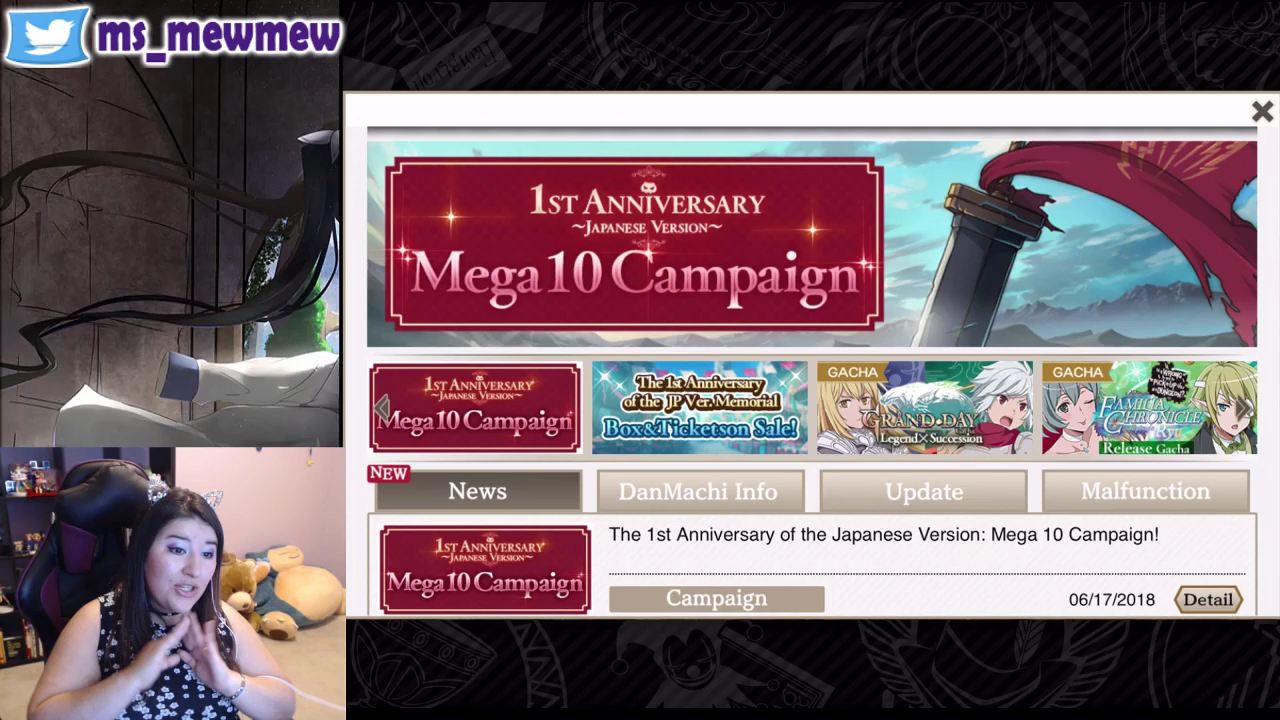 ms_mewmew
1ST ANNIVERSARY
~JAPANESE VERSION~
Mega 10 Campaign
1ST ANNIVERSARY
~JAPANESE VERSION~
Mega 10 Campaign
The 1st Anniversary
of the JP Ver. Memorial
Box&Ticketson Sale!
GACHA
GRAND DAY
Legend X Succession
GACHA
FAMILIA
CHRONICLE
Ryu
Release Gacha
NEW
News
DanMachi Info
Update
Malfunction
1ST ANNIVERSARY
~JAPANESE VERSION~
Mega 10 Campaign
The 1st Anniversary of the Japanese Version: Mega 10 Campaign!
Campaign
06/17/2018
Detail